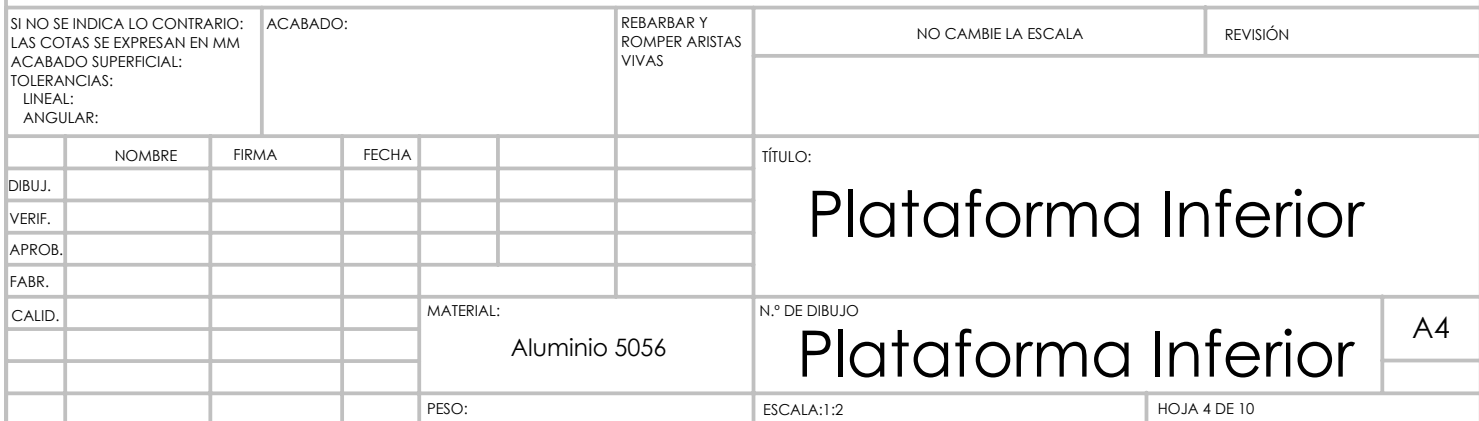 SI NO SE INDICA LO CONTRARIO:
LAS COTAS SE EXPRESAN EN MM
ACABADO SUPERFICIAL:
TOLERANCIAS:
LINEAL:
ANGULAR:
ACABADO:
REBARBAR Y
ROMPER ARISTAS
VIVAS
NO CAMBIE LA ESCALA
REVISIÓN
NOMBRE
FIRMA
FECHA
DIBUJ.
VERIF.
APROB.
FABR.
CALID.
TÍTULO:
Plataforma Inferior
MATERIAL:
Aluminio 5056
N.º DE DIBUJO
Plataforma Inferior
A4
PESO:
ESCALA:1:2
HOJA 4 DE 10